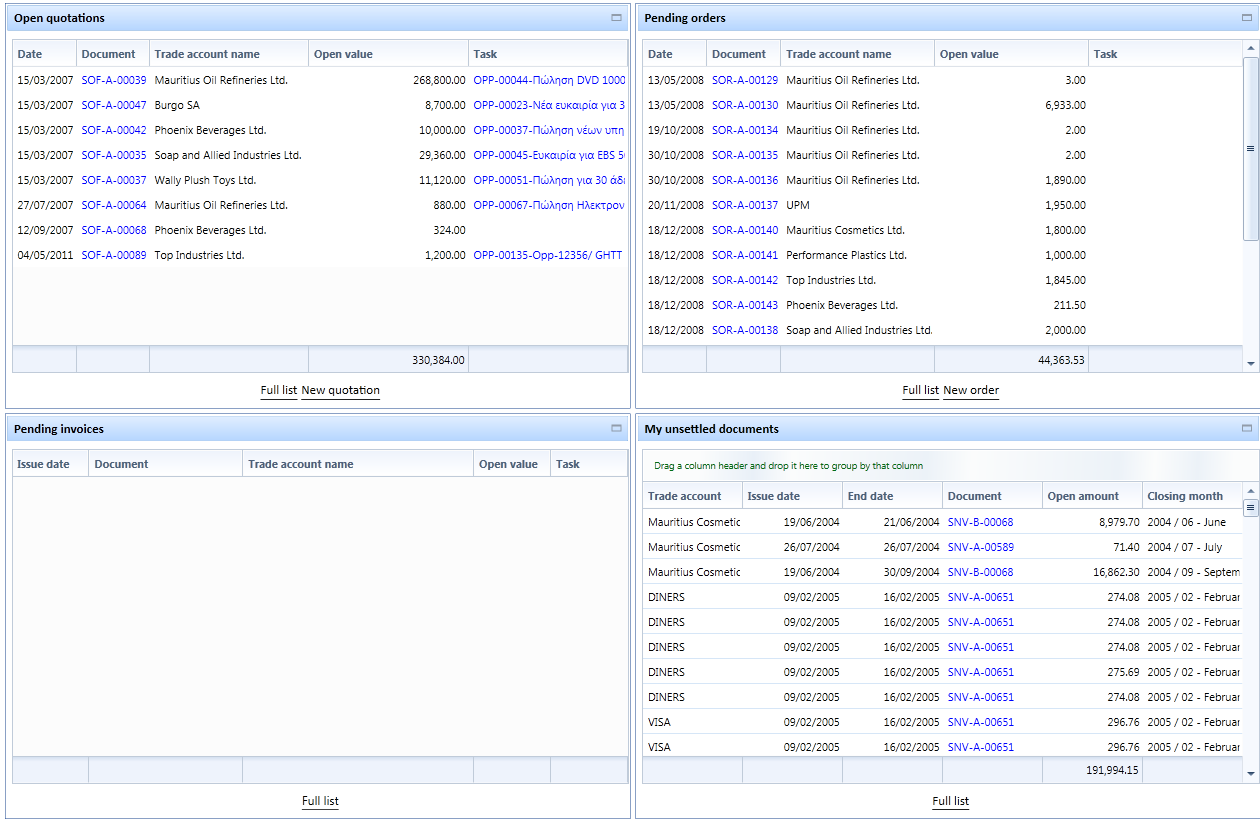 Open quotations
Date Document Trade account name Open value Task
15/03/2007 SOF-A-00039 Mauritius Oil Refineries Ltd. 268,800.00 OPP-00044-Πώληση DVD 1000
15/03/2007 SOF-A-00047 Burgo SA 8,700.00 OPP-00023-Νέα ευκαιρία για 3
15/03/2007 SOF-A-00042 Phoenix Beverages Ltd. 10,000.00 OPP-00037-Πώληση νέων υπη
15/03/2007 SOF-A-00035 Soap and Allied Industries Ltd. 29,360.00 OPP-00045-Ευκαιρία για EBS 5
15/03/2007 SOF-A-00037 Wally Plush Toys Ltd. 11,120.00 OPP-00051-Πώληση για 30 άδε
27/07/2007 SOF-A-00064 Mauritius Oil Refineries Ltd. 880.00 OPP-00067-Πώληση Ηλεκτρον
12/09/2007 SOF-A-00068 Phoenix Beverages Ltd. 324.00
04/05/2011 SOF-A-00089 Top Industries Ltd. 1,200.00 OPP-00135-Opp-12356/ GHTT
330,384.00
Full list New quotation
Pending orders
Date Document Trade account name Open value Task
13/05/2008 SOR-A-00129 Mauritius Oil Refineries Ltd. 3.00
13/05/2008 SOR-A-00130 Mauritius Oil Refineries Ltd. 6,933.00
19/10/2008 SOR-A-00134 Mauritius Oil Refineries Ltd. 2.00
30/10/2008 SOR-A-00135 Mauritius Oil Refineries Ltd. 2.00
30/10/2008 SOR-A-00136 Mauritius Oil Refineries Ltd. 1,890.00
20/11/2008 SOR-A-00137 UPM 1,950.00
18/12/2008 SOR-A-00140 Mauritius Cosmetics Ltd. 1,800.00
18/12/2008 SOR-A-00141 Performance Plastics Ltd. 1,000.00
18/12/2008 SOR-A-00142 Top Industries Ltd. 1,845.00
18/12/2008 SOR-A-00143 Phoenix Beverages Ltd. 211.50
18/12/2008 SOR-A-00138 Soap and Allied Industries Ltd. 2,000.00
44,363.53
Full list New order
Pending invoices
Issue date Document Trade account name Open value Task
Full list
My unsettled documents
Drag a column header and drop it here to group by that column
Trade account Issue date End date Document Open amount Closing month
Mauritius Cosmetic 19/06/2004 21/06/2004 SNV-B-00068 8,979.70 2004 / 06 - June
Mauritius Cosmetic 26/07/2004 26/07/2004 SNV-A-00589 71.40 2004 / 07 - July
Mauritius Cosmetic 19/06/2004 30/09/2004 SNV-B-00068 16,862.30 2004 / 09 - Septem
DINERS 09/02/2005 16/02/2005 SNV-A-00651 274.08 2005 / 02 - Februar
DINERS 09/02/2005 16/02/2005 SNV-A-00651 274.08 2005 / 02 - Februar
DINERS 09/02/2005 16/02/2005 SNV-A-00651 274.08 2005 / 02 - Februar
DINERS 09/02/2005 16/02/2005 SNV-A-00651 275.69 2005 / 02 - Februar
DINERS 09/02/2005 16/02/2005 SNV-A-00651 274.08 2005 / 02 - Februar
VISA 09/02/2005 16/02/2005 SNV-A-00651 296.76 2005 / 02 - Februar
VISA 09/02/2005 16/02/2005 SNV-A-00651 296.76 2005 / 02 - Februar
191,994.15
Full list